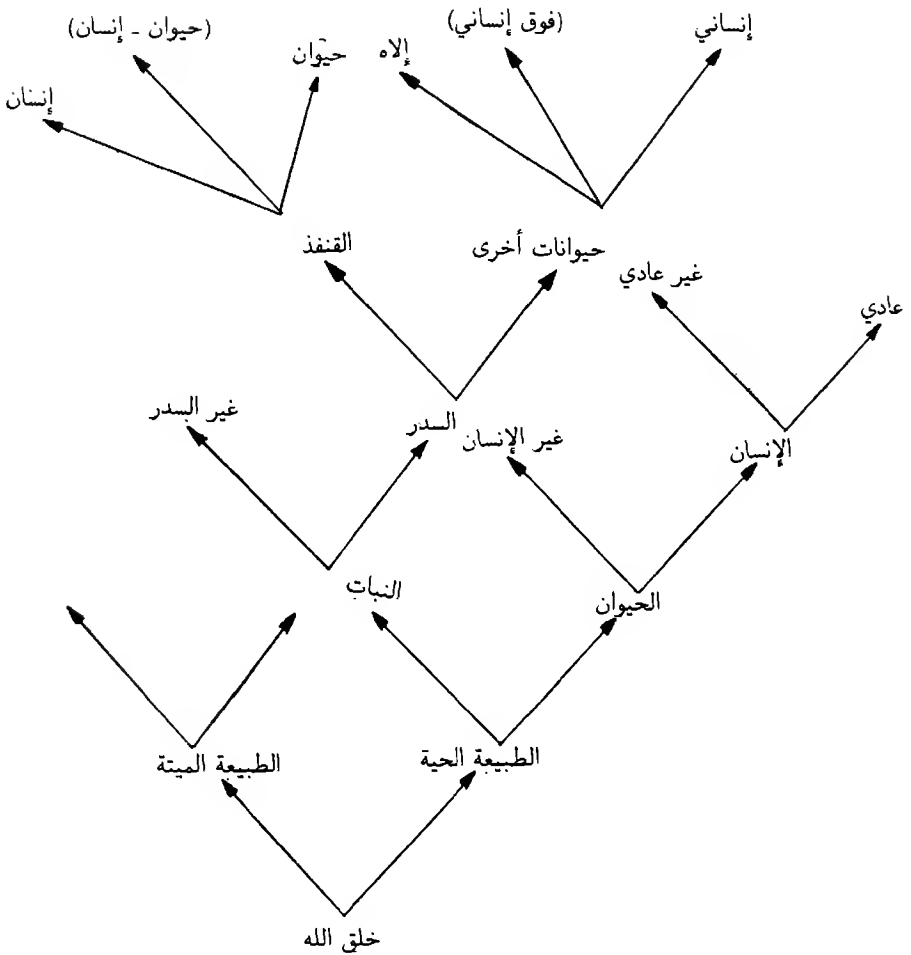 إنساني
(فوق إنساني)
إلاه
حيوان
(حيوان - إنسان)
إنسان
حيوانات أخرى
القنفذ
غير عادي
عادي
السدر
غير السدر
غير الإنسان
الإنسان
النبات
الحيوان
الطبيعة الحية
الطبيعة الميتة
خلق الله